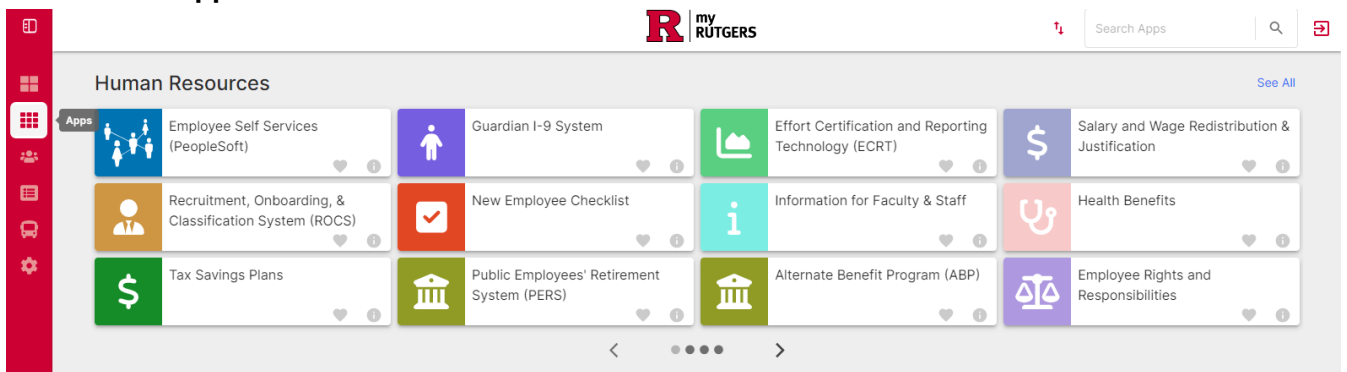 App
my
R RUTGERS
Search Apps
Human Resources
See All
Apps
Employee Self Services
(PeopleSoft)
Guardian I-9 System
Effort Certification and Reporting
Technology (ECRT)
Salary and Wage Redistribution &
Justification
Recruitment, Onboarding, &
Classification System (ROCS)
New Employee Checklist
Information for Faculty & Staff
Health Benefits
Tax Savings Plans
Public Employees' Retirement
System (PERS)
Alternate Benefit Program (ABP)
Employee Rights and
Responsibilities